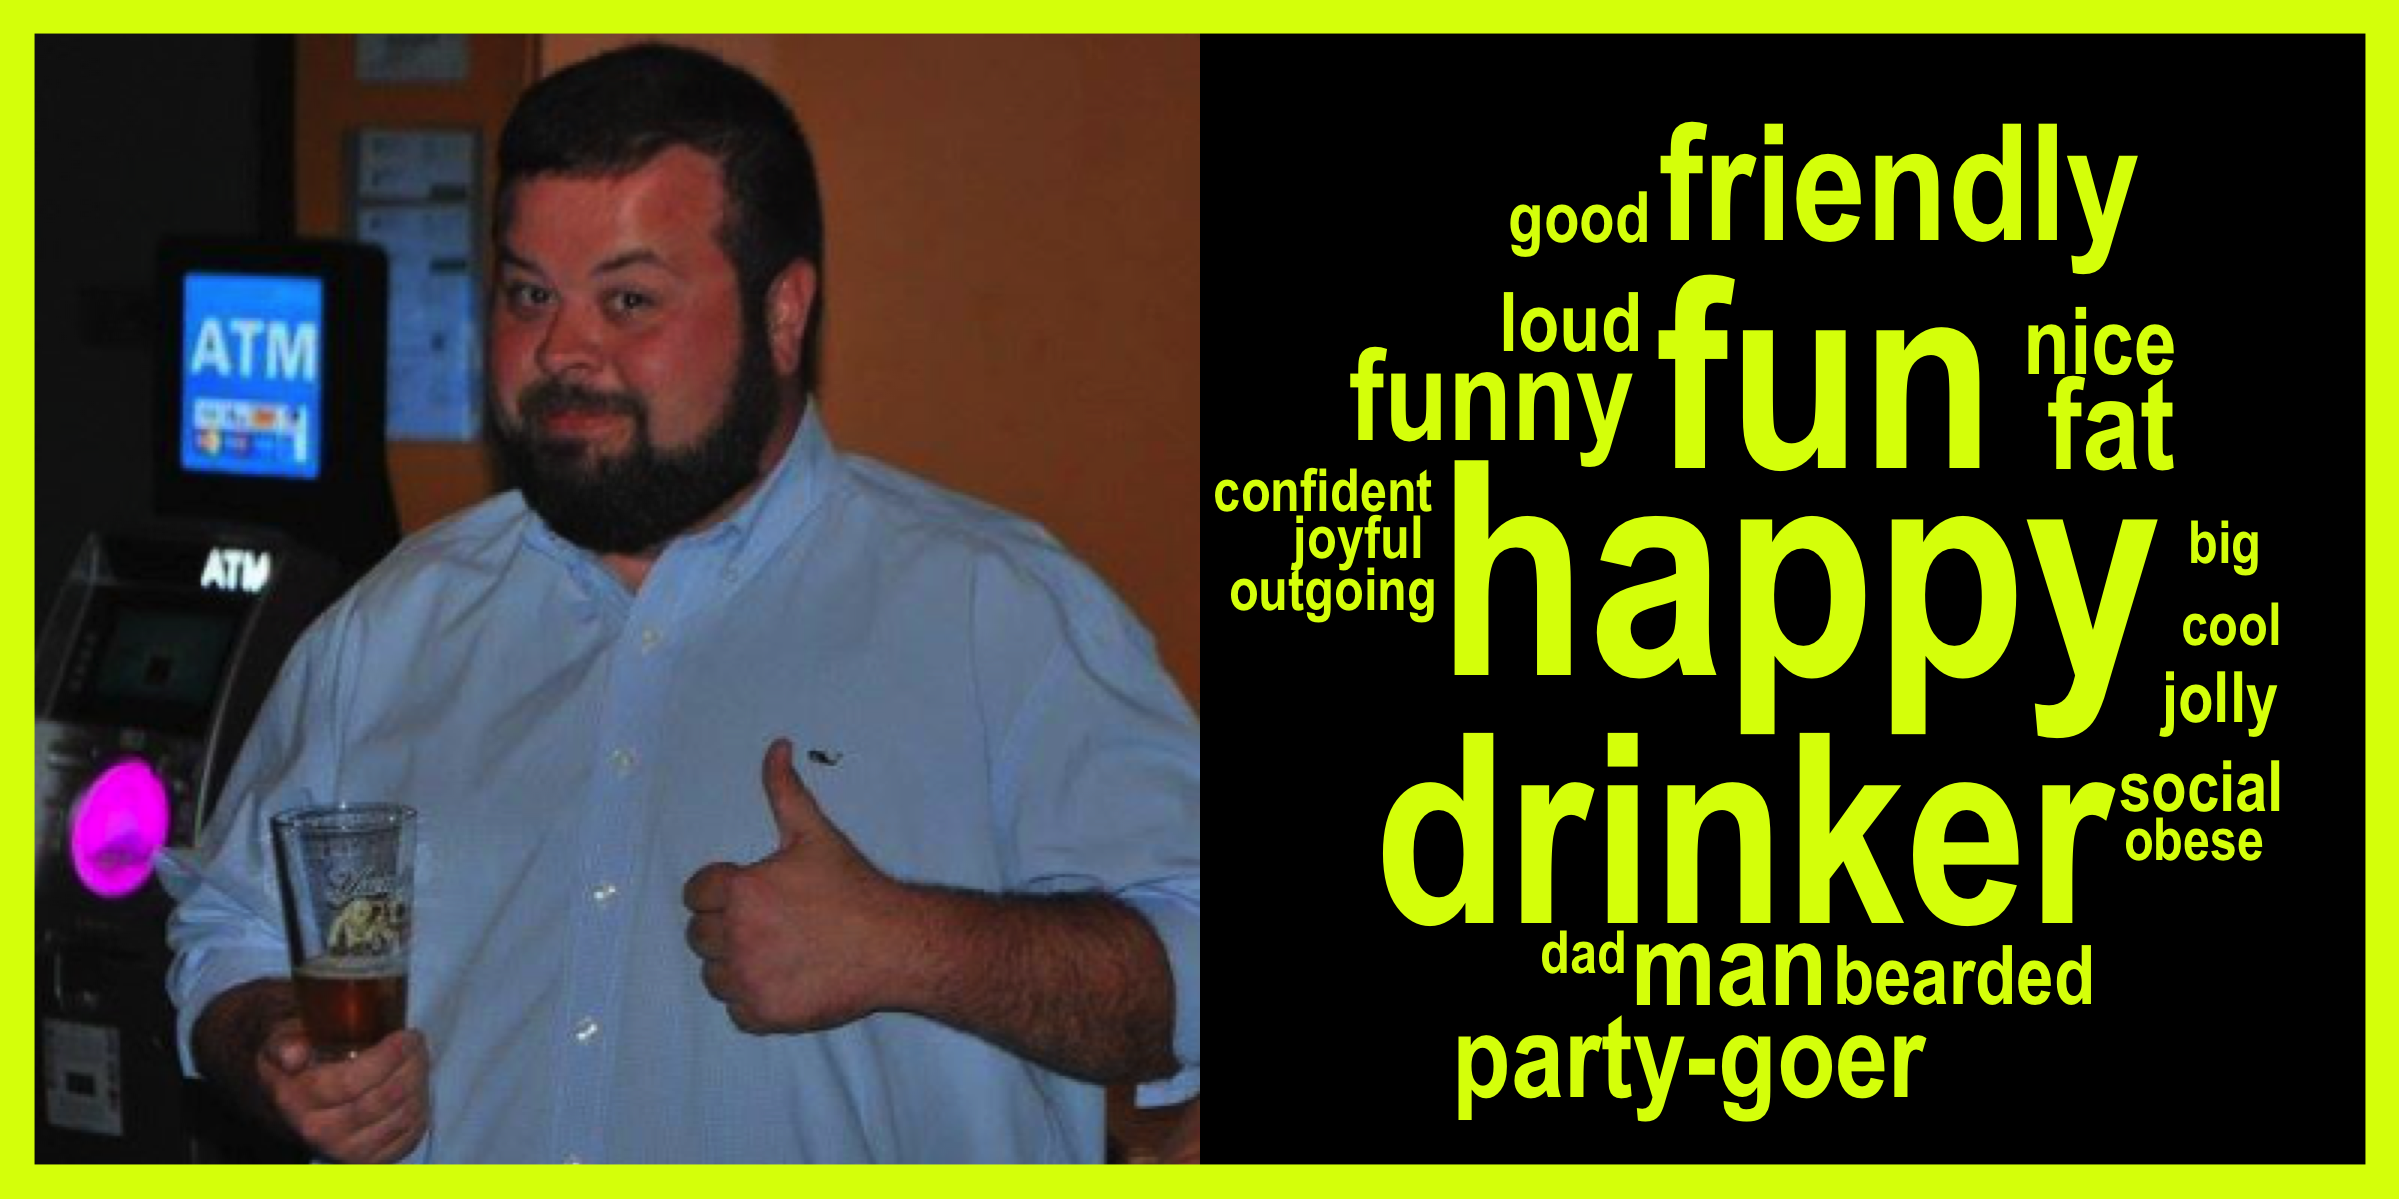 ATM
ATM
good friendly
loud fun nice
funny fat
confident
joyful happy big
outgoing
cool
jolly
drinker social
obese
dad man bearded
party-goer